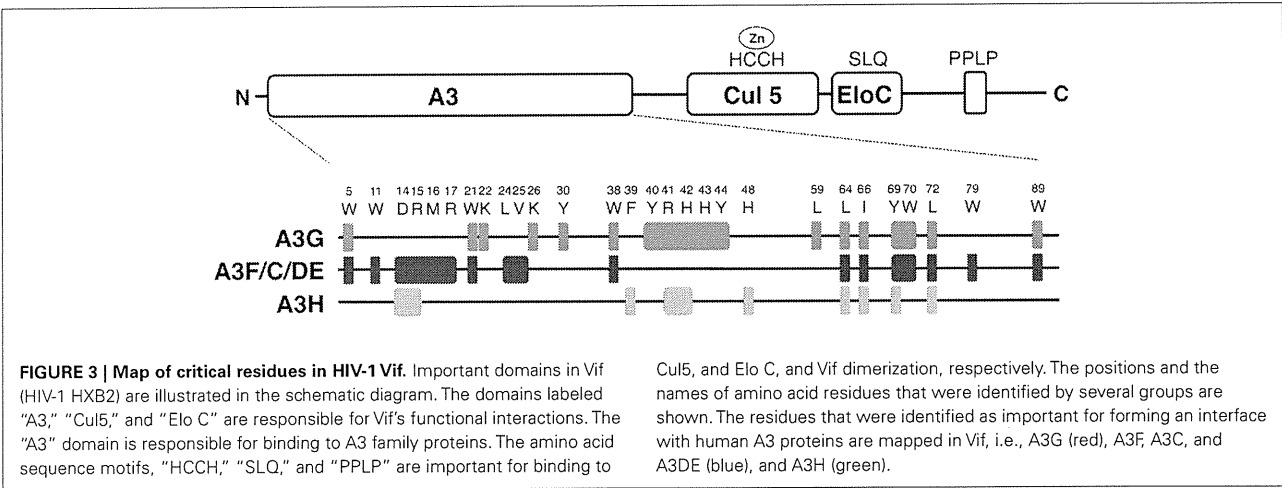 Zn
HCCH SLQ PPLP
N A3 Cul 5 EloC C
5 11 14 15 16 17 21 22 24 25 26 30 38 39 40 41 42 43 44 48 59 64 66 69 70 72 79 89
W W D R M R W K L V K Y W F Y R H H Y H L L I Y W L W W
A3G
A3F/C/DE
A3H
FIGURE 3 | Map of critical residues in HIV-1 Vif. Important domains in Vif
(HIV-1 HXB2) are illustrated in the schematic diagram. The domains labeled
"A3," "Cul5," and "Elo C" are responsible for Vif's functional interactions. The
"A3" domain is responsible for binding to A3 family proteins. The amino acid
sequence motifs, "HCCH," "SLQ," and "PPLP" are important for binding to
Cul5, and Elo C, and Vif dimerization, respectively. The positions and the
names of amino acid residues that were identified by several groups are
shown. The residues that were identified as important for forming an interface
with human A3 proteins are mapped in Vif, i.e., A3G (red), A3F, A3C, and
A3DE (blue), and A3H (green).